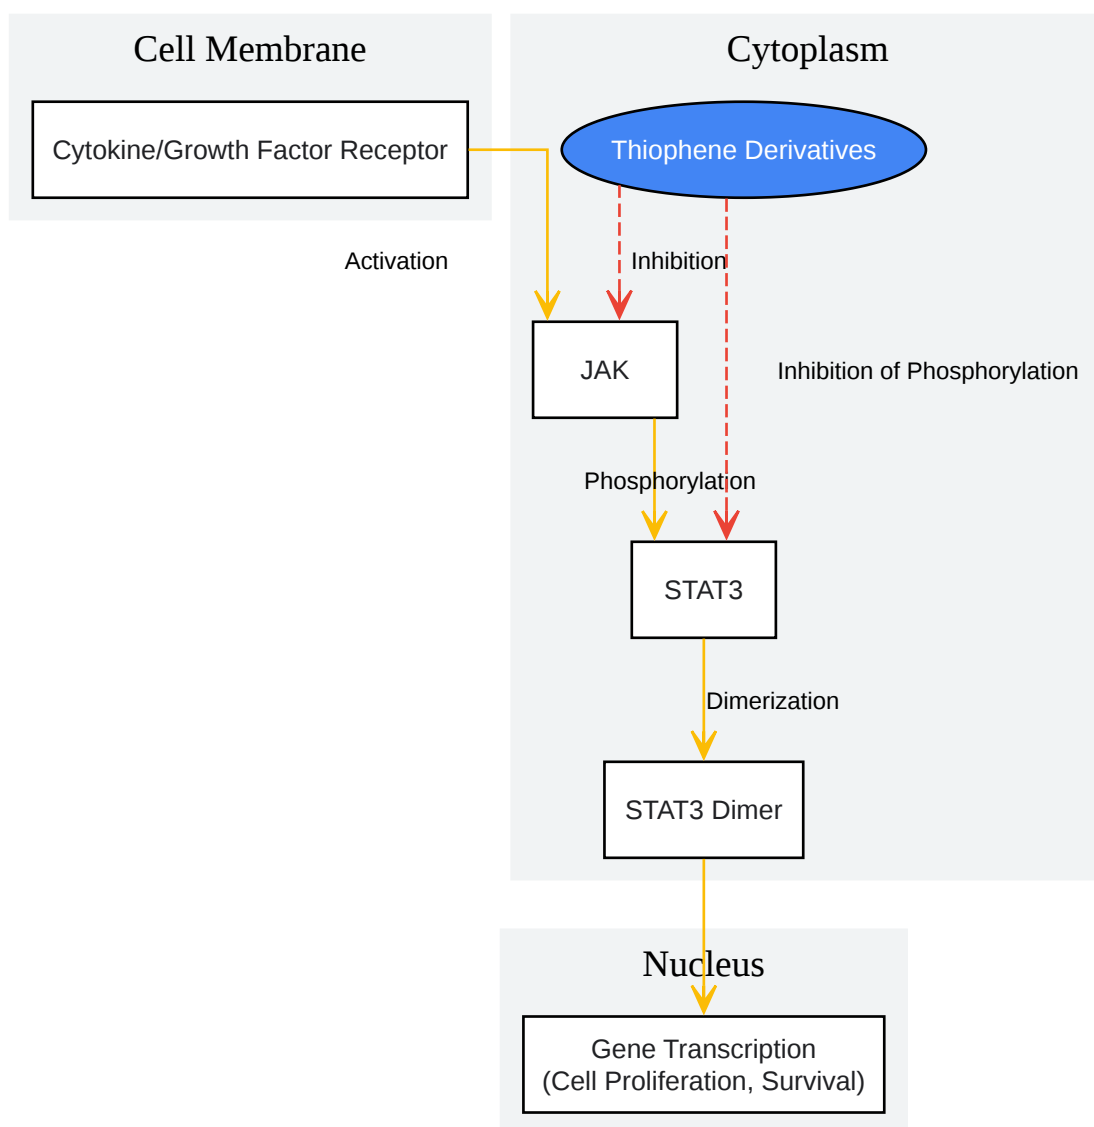 Cell Membrane
Cytoplasm
Cytokine/Growth Factor Receptor
Thiophene Derivatives
Activation
Inhibition
JAK
Inhibition of Phosphorylation
Phosphorylation
STAT3
Dimerization
STAT3 Dimer
Nucleus
Gene Transcription
(Cell Proliferation, Survival)